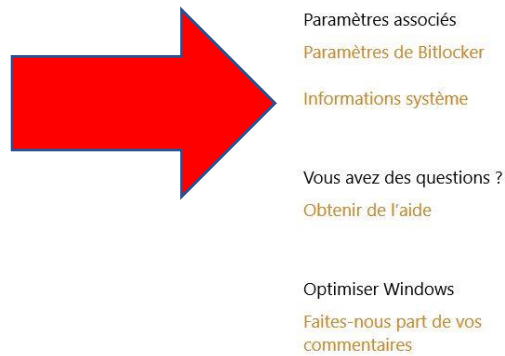 Paramètres associés
Paramètres de Bitlocker
Informations système
Vous avez des questions ?
Obtenir de l'aide
Optimiser Windows
Faites-nous part de vos
commentaires